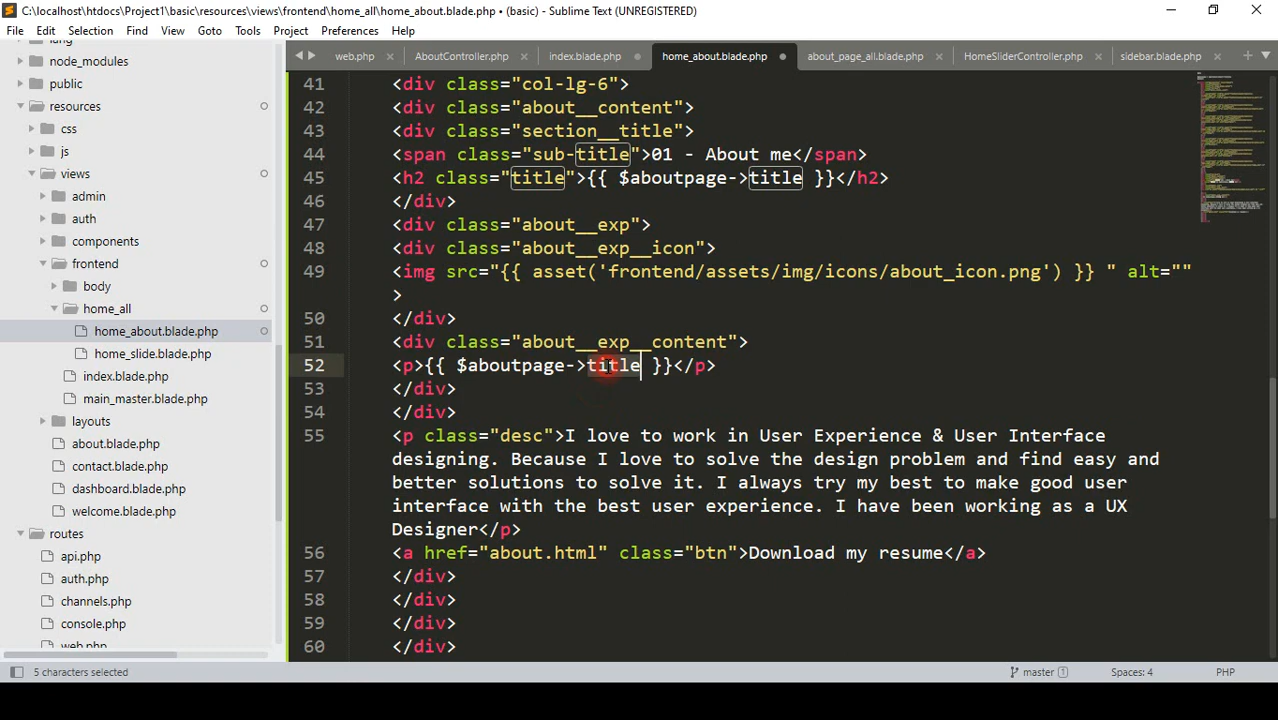 C:\localhost\htdocs\Project1\basic\resources\views\frontend\home_all\home_about.blade.php • (basic) - Sublime Text (UNREGISTERED)
File Edit Selection Find View Goto Tools Project Preferences Help
lang
node_modules
public
resources
css
js
views
admin
auth
components
frontend
body
home_all
home_about.blade.php
home_slide.blade.php
index.blade.php
main_master.blade.php
layouts
about.blade.php
contact.blade.php
dashboard.blade.php
welcome.blade.php
routes
api.php
auth.php
channels.php
console.php
web.php
web.php AboutController.php index.blade.php home_about.blade.php about_page_all.blade.php HomeSliderController.php sidebar.blade.php
41 <div class="col-lg-6">
42 <div class="about__content">
43 <div class="section__title">
44 <span class="sub-title">01 - About me</span>
45 <h2 class="title">{{ $aboutpage->title }}</h2>
46 </div>
47 <div class="about__exp">
48 <div class="about__exp__icon">
49 <img src="{{ asset('frontend/assets/img/icons/about_icon.png') }} " alt=""
>
50 </div>
51 <div class="about__exp__content">
52 <p>{{ $aboutpage->title }}</p>
53 </div>
54 </div>
55 <p class="desc">I love to work in User Experience & User Interface
designing. Because I love to solve the design problem and find easy and
better solutions to solve it. I always try my best to make good user
interface with the best user experience. I have been working as a UX
Designer</p>
56 <a href="about.html" class="btn">Download my resume</a>
57 </div>
58 </div>
59 </div>
60 </div>
5 characters selected master 1 Spaces: 4 PHP